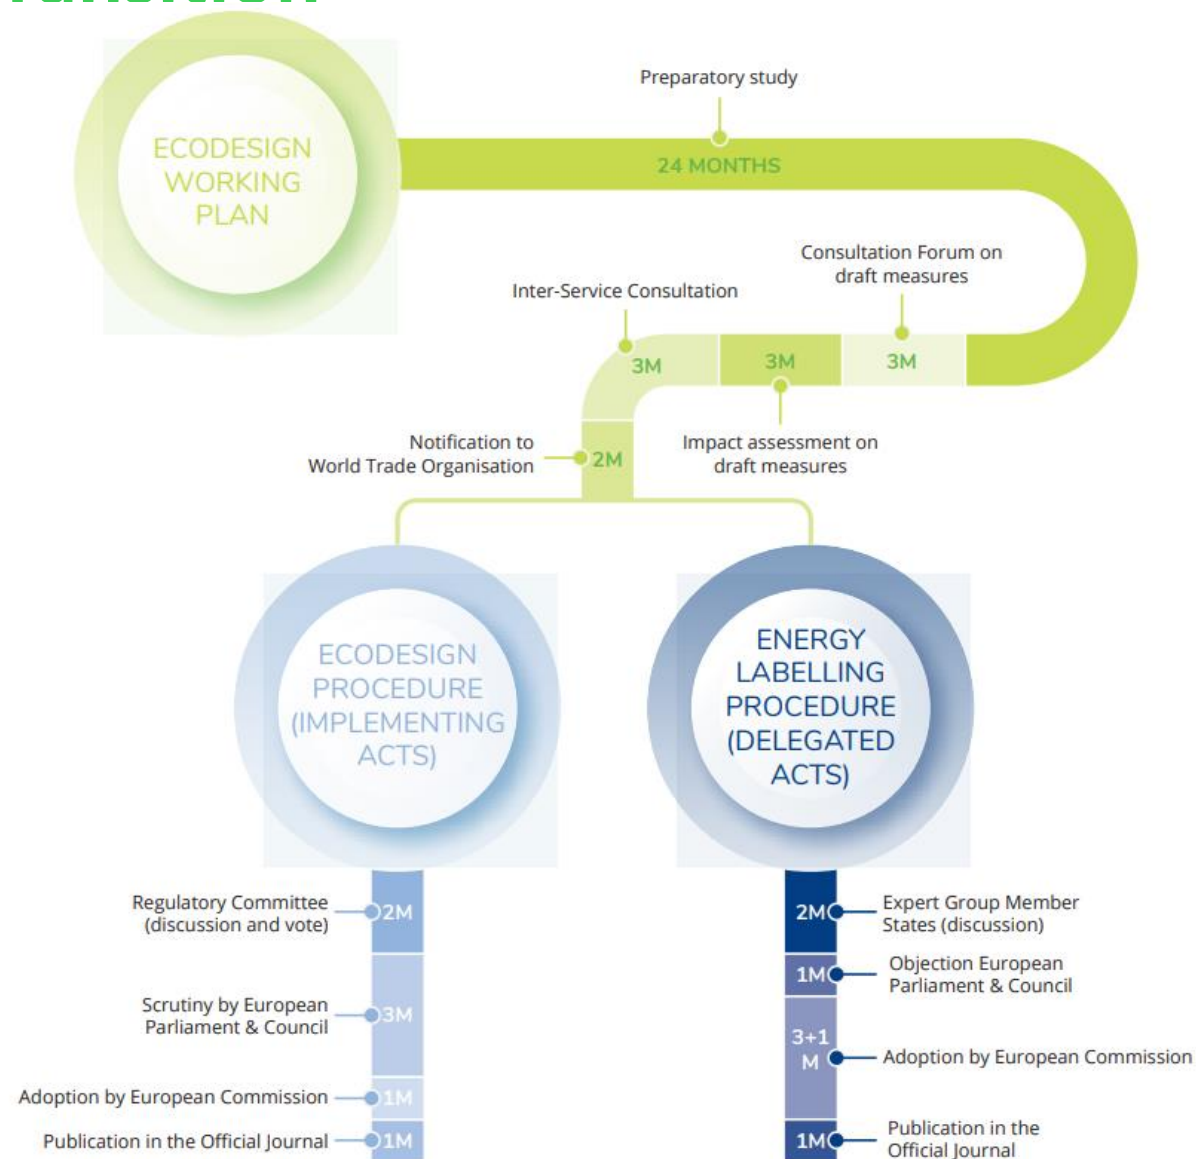 ECODESIGN
WORKING
PLAN
Preparatory study
24 MONTHS
Consultation Forum on
draft measures
Inter-Service Consultation
3M
3M
3M
Notification to
World Trade Organisation
2M
Impact assessment on
draft measures
ECODESIGN
PROCEDURE
(IMPLEMENTING
ACTS)
ENERGY
LABELLING
PROCEDURE
(DELEGATED
ACTS)
Regulatory Committee
(discussion and vote)
2M
Scrutiny by European
Parliament & Council
3M
Adoption by European Commission
1M
Publication in the Official Journal
1M
2M
Expert Group Member
States (discussion)
1M
Objection European
Parliament & Council
3+1
M
Adoption by European Commission
1M
Publication in the
Official Journal